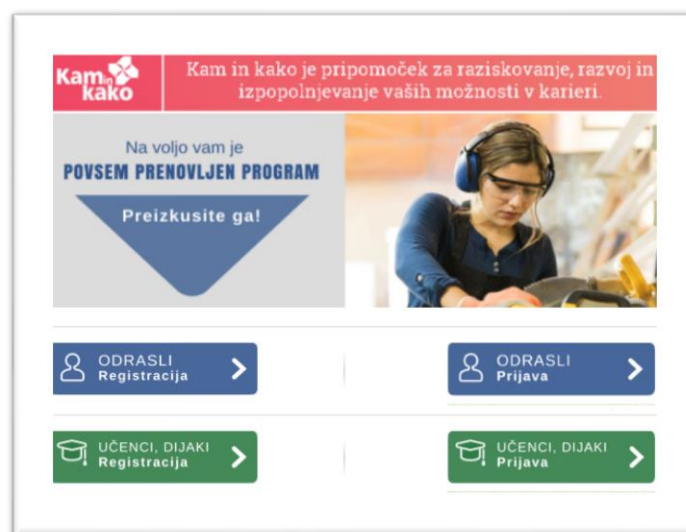 Kam in kako
Kam in kako je pripomoček za raziskovanje, razvoj in
izpopolnjevanje vaših možnosti v karieri.
Na voljo vam je
POVSEM PRENOVLJEN PROGRAM
Preizkusite ga!
ODRASLI
Registracija
ODRASLI
Prijava
UČENCI, DIJAKI
Registracija
UČENCI, DIJAKI
Prijava